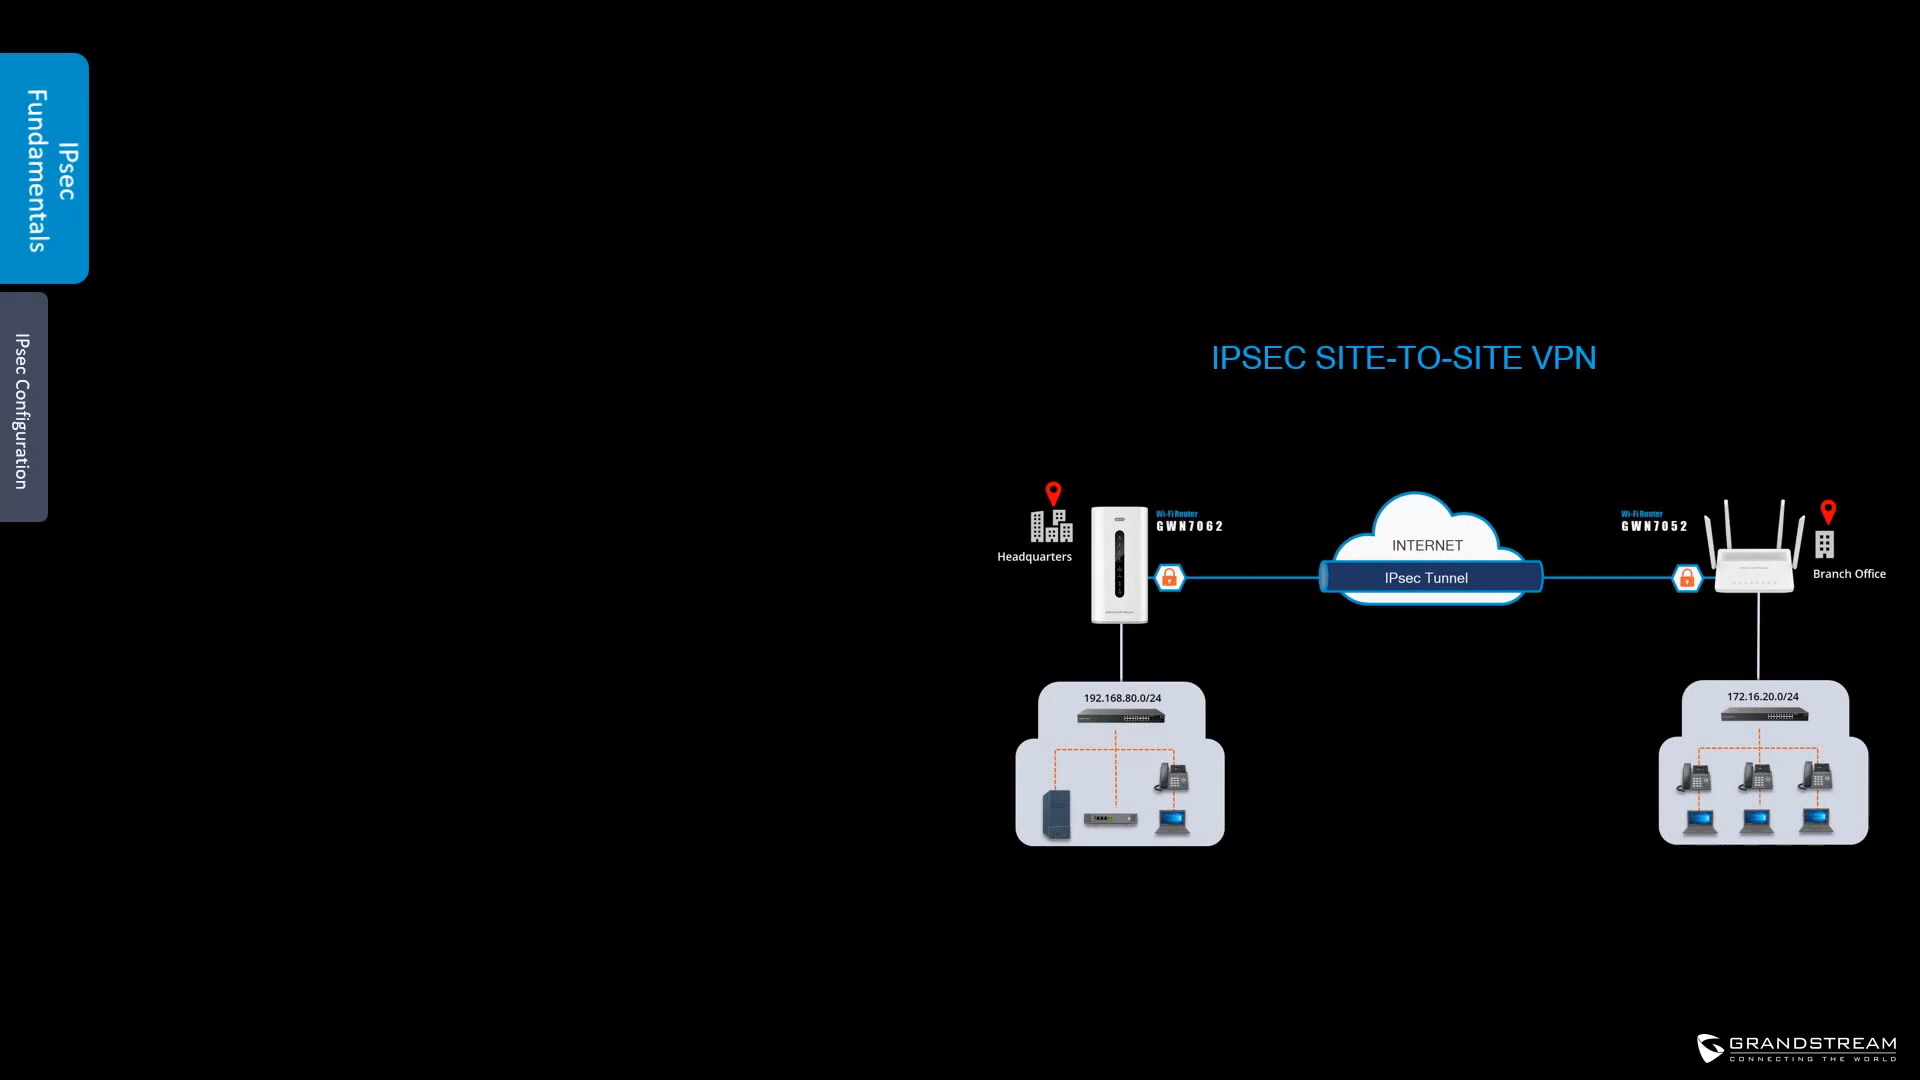 IPsec
Fundamentals
IPsec Configuration
IPSEC SITE-TO-SITE VPN
Headquarters
Wi-Fi Router
GWN7062
INTERNET
IPsec Tunnel
Wi-Fi Router
GWN7052
Branch Office
192.168.80.0/24
172.16.20.0/24
GRANDSTREAM
CONNECTING THE WORLD